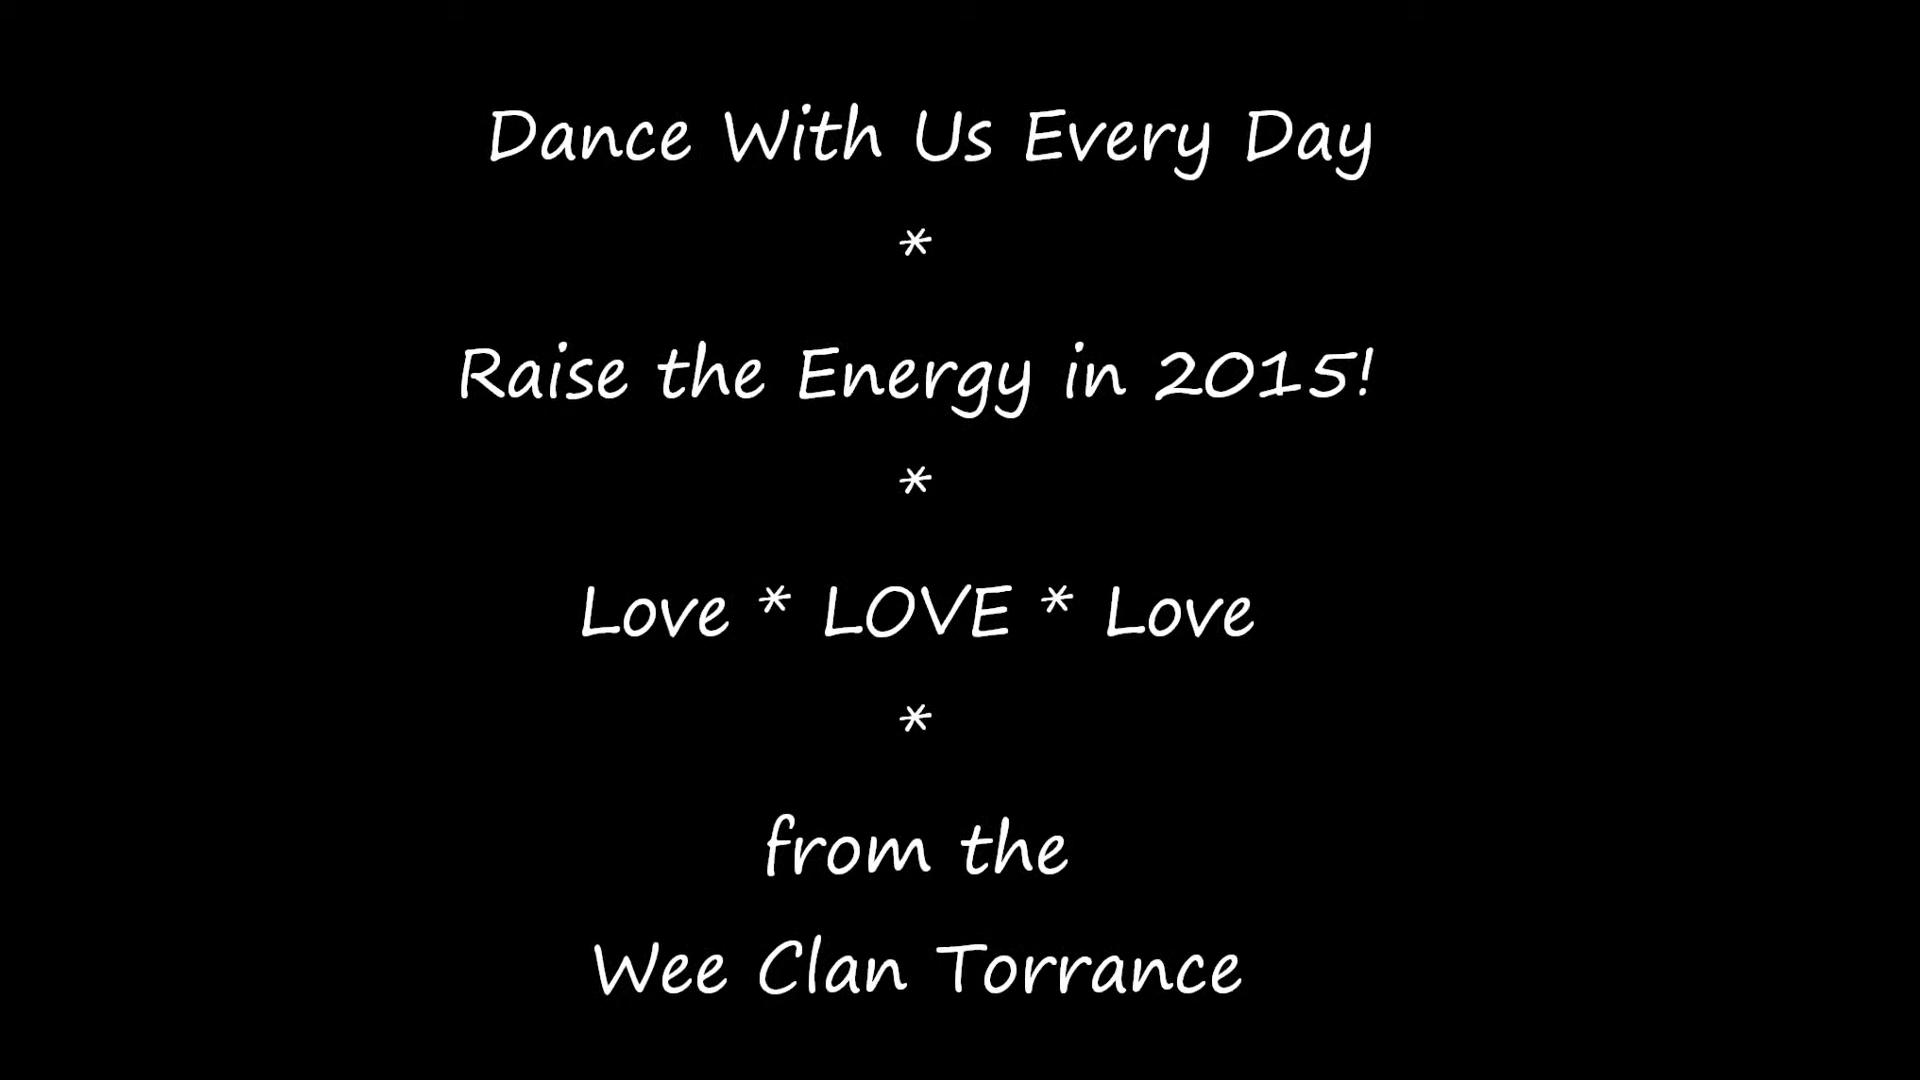 Dance With Us Every Day
*
Raise the Energy in 2015!
*
Love * LOVE * Love
*
from the
Wee Clan Torrance